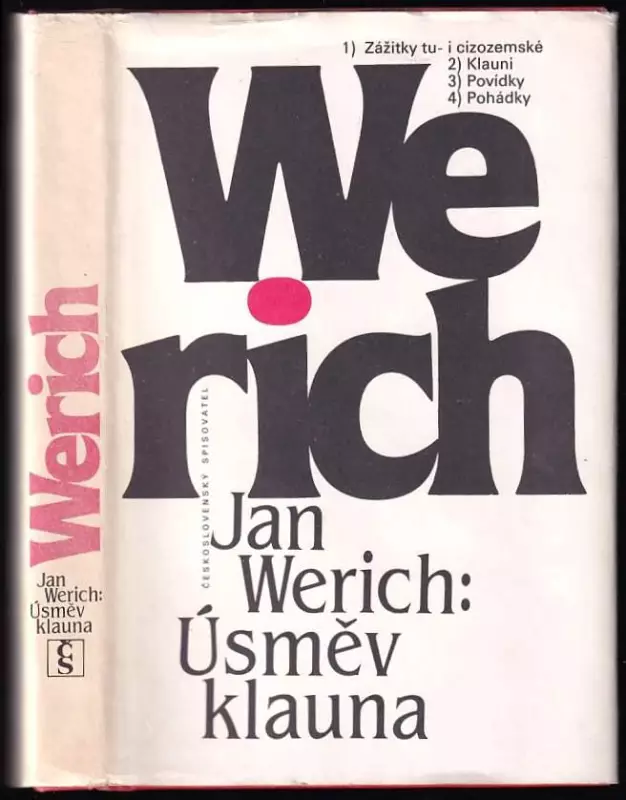 Werich
Jan
Werich:
Úsměv
klauna
ČS
1) Zážitky tu- i cizozemské
2) Klauni
3) Povídky
4) Pohádky
We
rich
ČESKOSLOVENSKÝ SPISOVATEL
Jan
Werich:
Úsměv
klauna